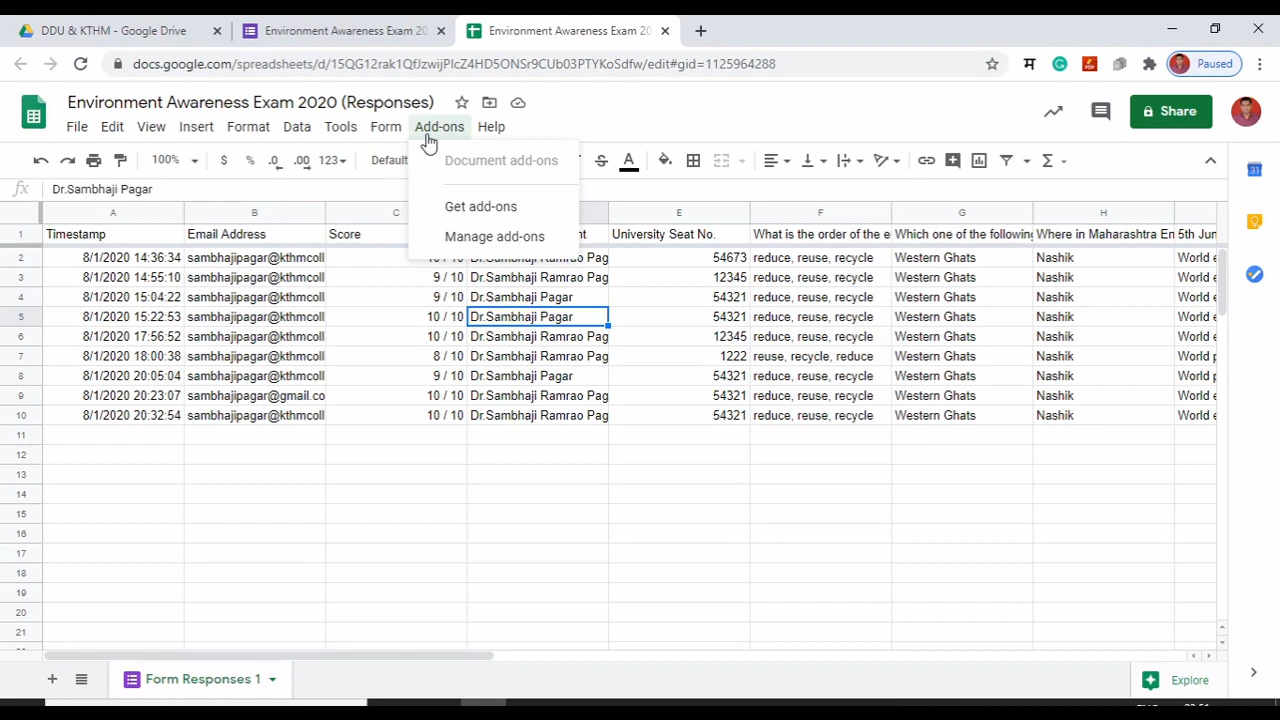 DDU & KTHM - Google Drive
Environment Awareness Exam 20
Environment Awareness Exam 20
docs.google.com/spreadsheets/d/15QG12rak1QfJzwijPIcZ4HD5ONSr9CUb03PTYKoSdfw/edit#gid=1125964288
Paused
Environment Awareness Exam 2020 (Responses)
Share
File Edit View Insert Format Data Tools Form Add-ons Help
100% $ % .0 .00 123 Default
Document add-ons
Get add-ons
Manage add-ons
fx Dr.Sambhaji Pagar
A B C E F G H
1 Timestamp Email Address Score University Seat No. What is the order of the e Which one of the following Where in Maharashtra En 5th Jun
2 8/1/2020 14:36:34 sambhajipagar@kthmcoll 10 / 10 Dr.Sambhaji Ramrao Pag 54673 reduce, reuse, recycle Western Ghats Nashik World e
3 8/1/2020 14:55:10 sambhajipagar@kthmcoll 9 / 10 Dr.Sambhaji Ramrao Pag 12345 reduce, reuse, recycle Western Ghats Nashik World e
4 8/1/2020 15:04:22 sambhajipagar@kthmcoll 9 / 10 Dr.Sambhaji Pagar 54321 reduce, reuse, recycle Western Ghats Nashik World e
5 8/1/2020 15:22:53 sambhajipagar@kthmcoll 10 / 10 Dr.Sambhaji Pagar 54321 reduce, reuse, recycle Western Ghats Nashik World e
6 8/1/2020 17:56:52 sambhajipagar@kthmcoll 10 / 10 Dr.Sambhaji Ramrao Pag 12345 reduce, reuse, recycle Western Ghats Nashik World e
7 8/1/2020 18:00:38 sambhajipagar@kthmcoll 8 / 10 Dr.Sambhaji Ramrao Pag 1222 reuse, recycle, reduce Western Ghats Nashik World p
8 8/1/2020 20:05:04 sambhajipagar@kthmcoll 9 / 10 Dr.Sambhaji Pagar 54321 reduce, reuse, recycle Western Ghats Nashik World p
9 8/1/2020 20:23:07 sambhajipagar@gmail.co 10 / 10 Dr.Sambhaji Ramrao Pag 54321 reduce, reuse, recycle Western Ghats Nashik World e
10 8/1/2020 20:32:54 sambhajipagar@kthmcoll 10 / 10 Dr.Sambhaji Ramrao Pag 54321 reduce, reuse, recycle Western Ghats Nashik World e
11
12
13
14
15
16
17
18
19
20
21
Form Responses 1
Explore